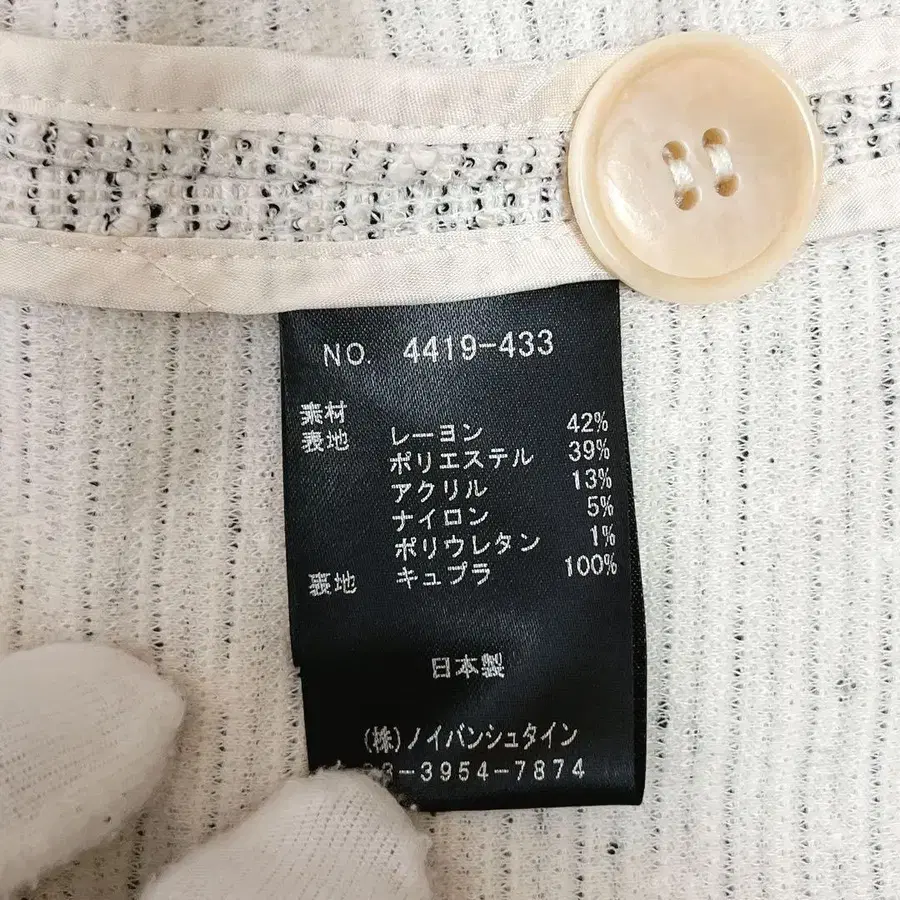 NO. 4419-433
素材
表地 レーヨン 42%
ポリエステル 39%
アクリル 13%
ナイロン 5%
ポリウレタン 1%
裏地 キュプラ 100%
日本製
(株)ノイバンシュタイン
03-3954-7874